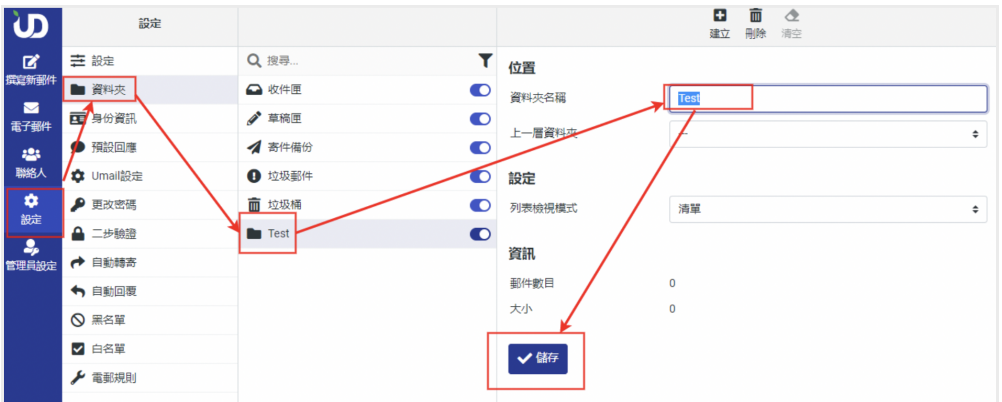 UD
撰寫新郵件
電子郵件
聯絡人
設定
管理員設定
設定
設定
資料夾
身份資訊
預設回應
Umail設定
更改密碼
二步驗證
自動轉寄
自動回覆
黑名單
白名單
電郵規則
搜尋...
收件匣
草稿匣
寄件備份
垃圾郵件
垃圾桶
Test
建立 刪除 清空
位置
資料夾名稱 Test
上一層資料夾 ---
設定
列表檢視模式 清單
資訊
郵件數目 0
大小 0
儲存